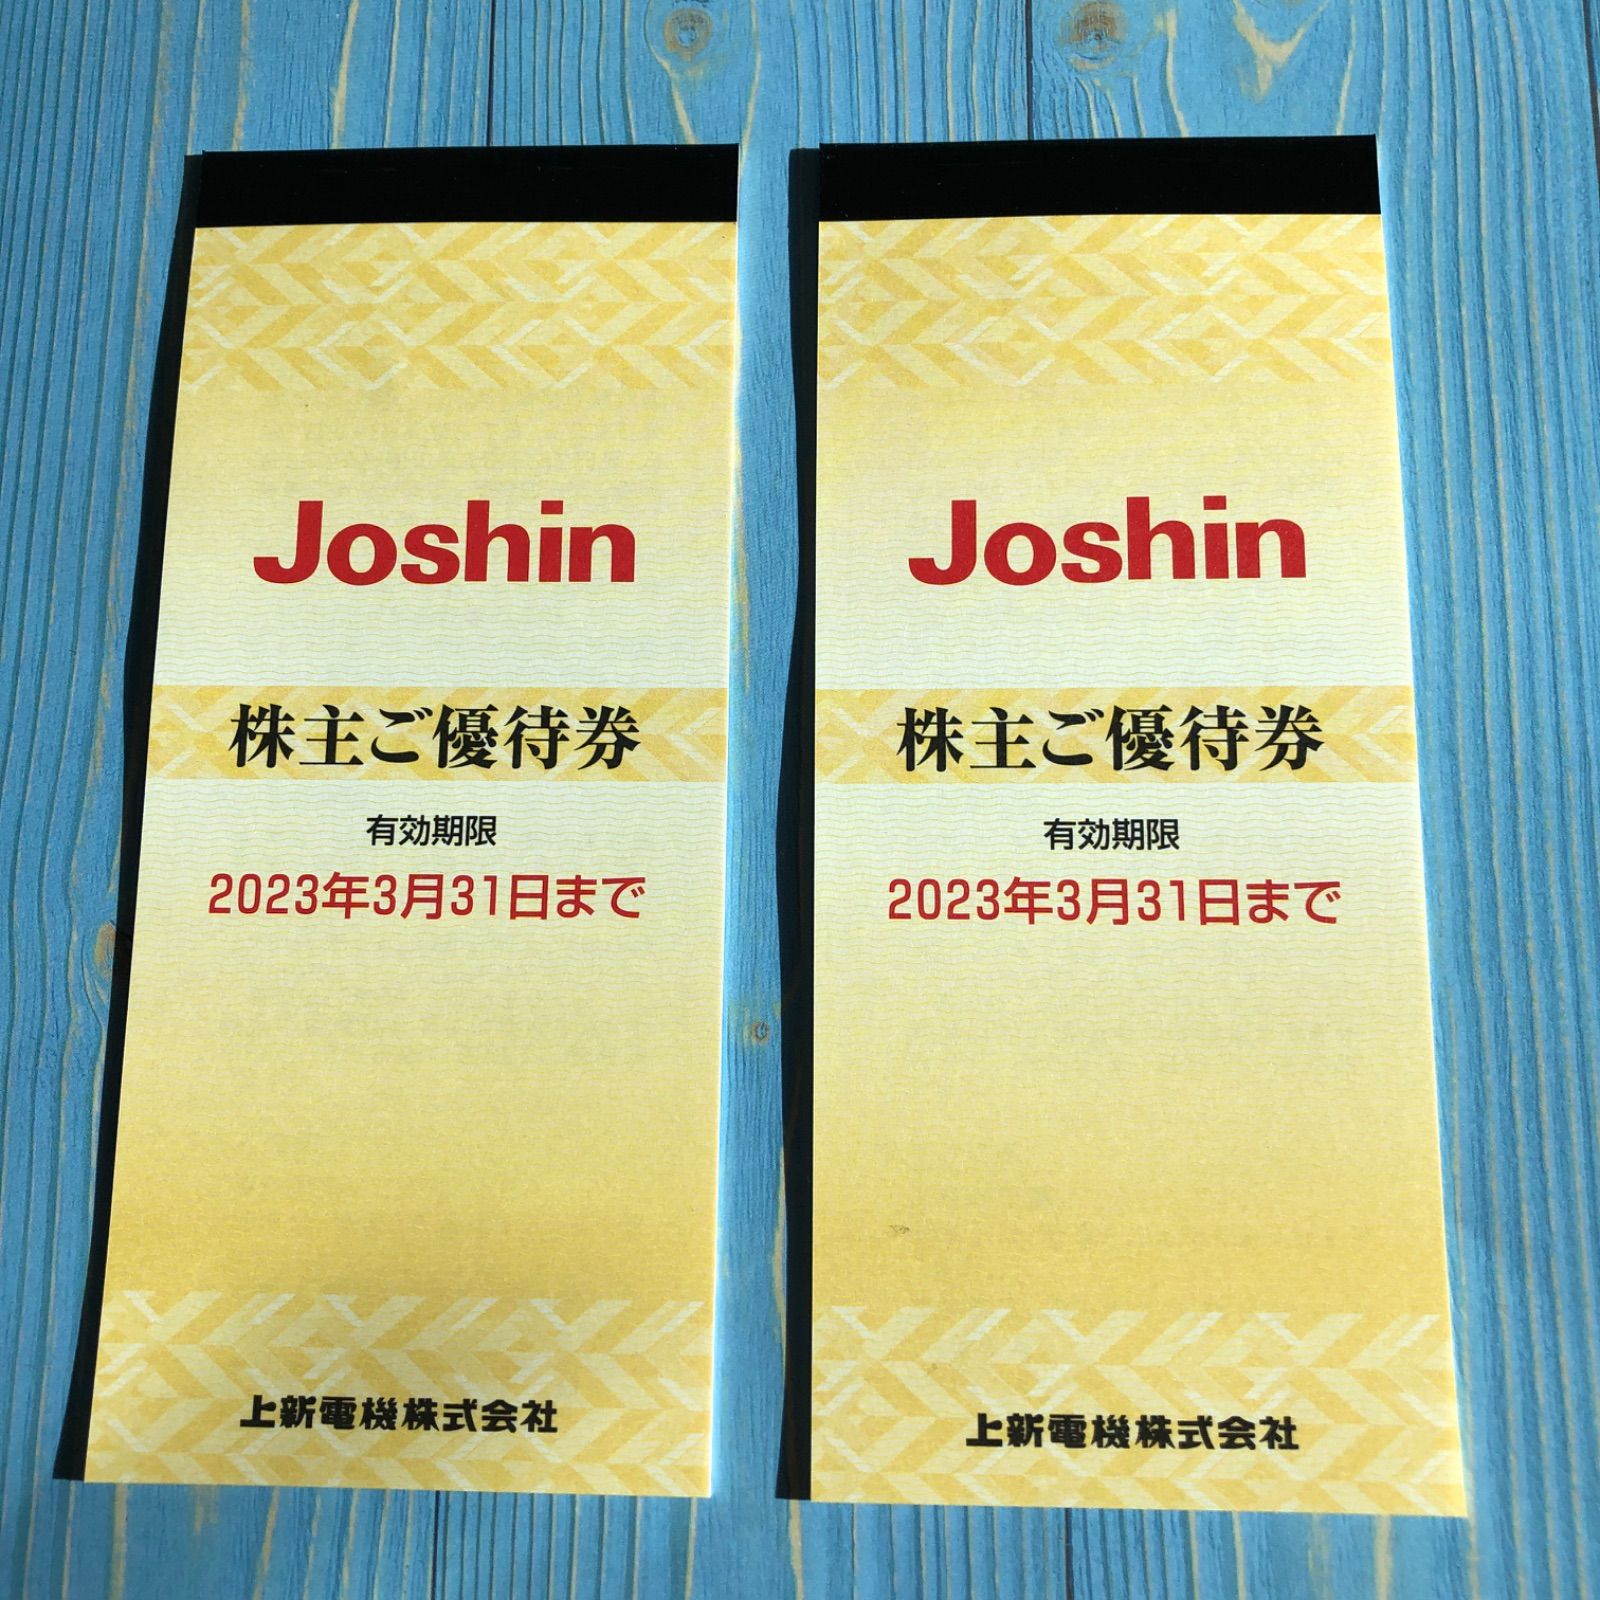 Joshin
株主ご優待券
有効期限
2023年3月31日まで
上新電機株式会社
Joshin
株主ご優待券
有効期限
2023年3月31日まで
上新電機株式会社